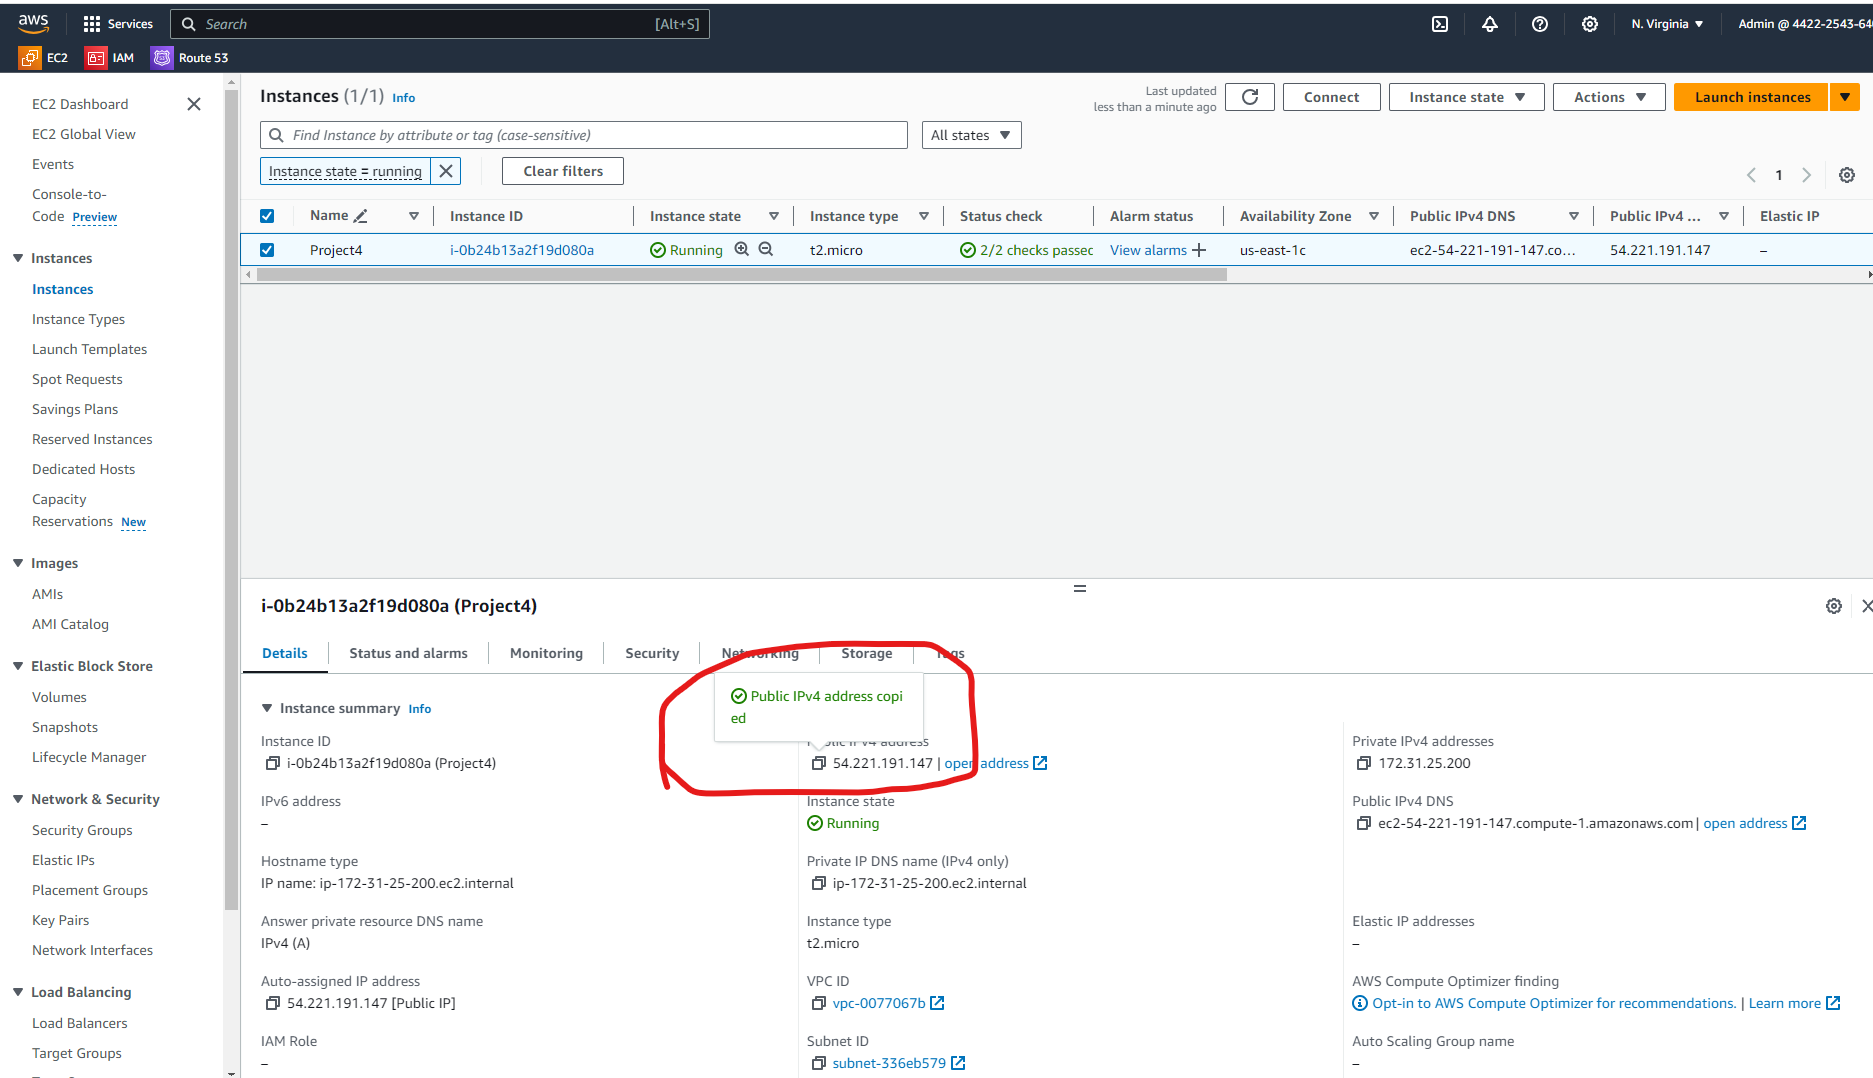 aws
Services
Search
[Alt+S]
N. Virginia
Admin @ 4422-2543-64
EC2
IAM
Route 53
EC2 Dashboard
EC2 Global View
Events
Console-to-
Code Preview
Instances
Instances
Instance Types
Launch Templates
Spot Requests
Savings Plans
Reserved Instances
Dedicated Hosts
Capacity
Reservations New
Images
AMIs
AMI Catalog
Elastic Block Store
Volumes
Snapshots
Lifecycle Manager
Network & Security
Security Groups
Elastic IPs
Placement Groups
Key Pairs
Network Interfaces
Load Balancing
Load Balancers
Target Groups
Instances (1/1) Info
Last updated
less than a minute ago
Connect
Instance state
Actions
Launch instances
Find Instance by attribute or tag (case-sensitive)
All states
Instance state = running
Clear filters
1
Name
Instance ID
Instance state
Instance type
Status check
Alarm status
Availability Zone
Public IPv4 DNS
Public IPv4 ...
Elastic IP
Project4
i-0b24b13a2f19d080a
Running
t2.micro
2/2 checks passec
View alarms
us-east-1c
ec2-54-221-191-147.co...
54.221.191.147
–
i-0b24b13a2f19d080a (Project4)
Details
Status and alarms
Monitoring
Security
Networking
Storage
Tags
Public IPv4 address copi
ed
Instance summary Info
Instance ID
i-0b24b13a2f19d080a (Project4)
Public IPv4 address
54.221.191.147 | open address
Private IPv4 addresses
172.31.25.200
IPv6 address
–
Instance state
Running
Public IPv4 DNS
ec2-54-221-191-147.compute-1.amazonaws.com | open address
Hostname type
IP name: ip-172-31-25-200.ec2.internal
Private IP DNS name (IPv4 only)
ip-172-31-25-200.ec2.internal
Answer private resource DNS name
IPv4 (A)
Instance type
t2.micro
Elastic IP addresses
–
Auto-assigned IP address
54.221.191.147 [Public IP]
VPC ID
vpc-0077067b
AWS Compute Optimizer finding
Opt-in to AWS Compute Optimizer for recommendations. | Learn more
IAM Role
–
Subnet ID
subnet-336eb579
Auto Scaling Group name
–